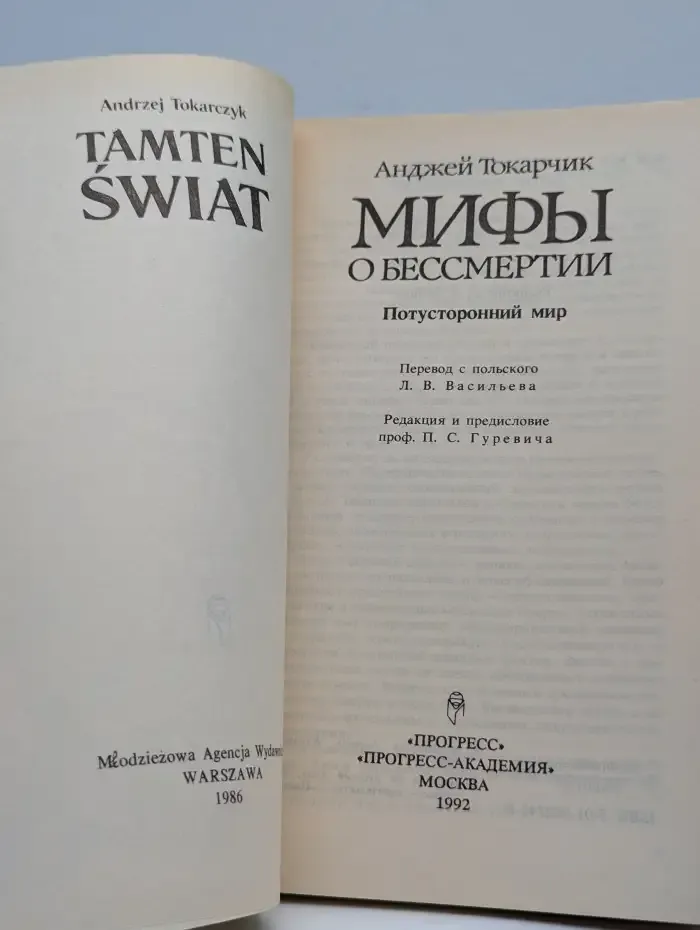 Andrzej Tokarczyk
TAMTEN
ŚWIAT
Młodzieżowa Agencja
WARSZAWA
1986
Анджей Токарчик
МИФЫ
О БЕССМЕРТИИ
Потусторонний мир
Перевод с польского
Л. В. Васильева
Редакция и предисловие
проф. П. С. Гуревича
«ПРОГРЕСС»
«ПРОГРЕСС-АКАДЕМИЯ»
МОСКВА
1992